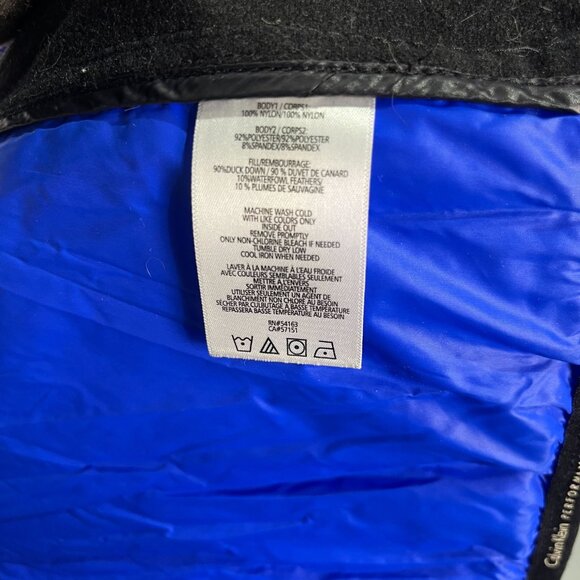 BODY1 / CORPS1:
100% NYLON/100% NYLON
BODY2 / CORPS2:
92%POLYESTER/92%POLYESTER
8%SPANDEX/8%SPANDEX
FILL/REMBOURRAGE:
90%DUCK DOWN / 90 % DUVET DE CANARD
10%WATERFOWL FEATHERS/
10 % PLUMES DE SAUVAGINE
MACHINE WASH COLD
WITH LIKE COLORS ONLY
INSIDE OUT
REMOVE PROMPTLY
ONLY NON-CHLORINE BLEACH IF NEEDED
TUMBLE DRY LOW
COOL IRON WHEN NEEDED
LAVER À LA MACHINE À L'EAU FROIDE
AVEC COULEURS SEMBLABLES SEULEMENT
METTRE À L'ENVERS
SORTIR IMMÉDIATEMENT
UTILISER SEULEMENT UN AGENT DE
BLANCHIMENT NON CHLORÉ AU BESOIN
SÉCHER PAR CULBUTAGE À BASSE TEMPÉRATURE
REPASSERA BASSE TEMPÉRATURE AU BESOIN
RN#54163
CA#57151
Calvin Klein PERFORM